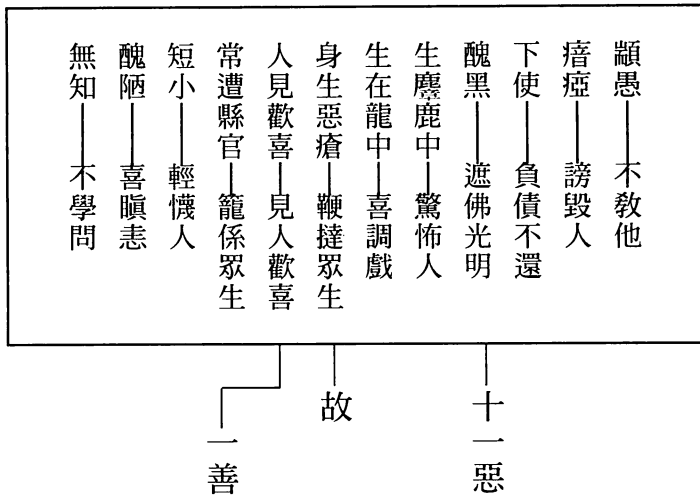 顓愚—不敎他
瘖瘂—謗毀人
下使—負債不還
醜黑—遮佛光明
生麞鹿中—驚怖人
生在龍中—喜調戲
身生惡瘡—鞭撻眾生
人見歡喜—見人歡喜
常遭縣官—籠係眾生
短小—輕懱人
醜陋—喜瞋恚
無知—不學問
十一惡
故
一善